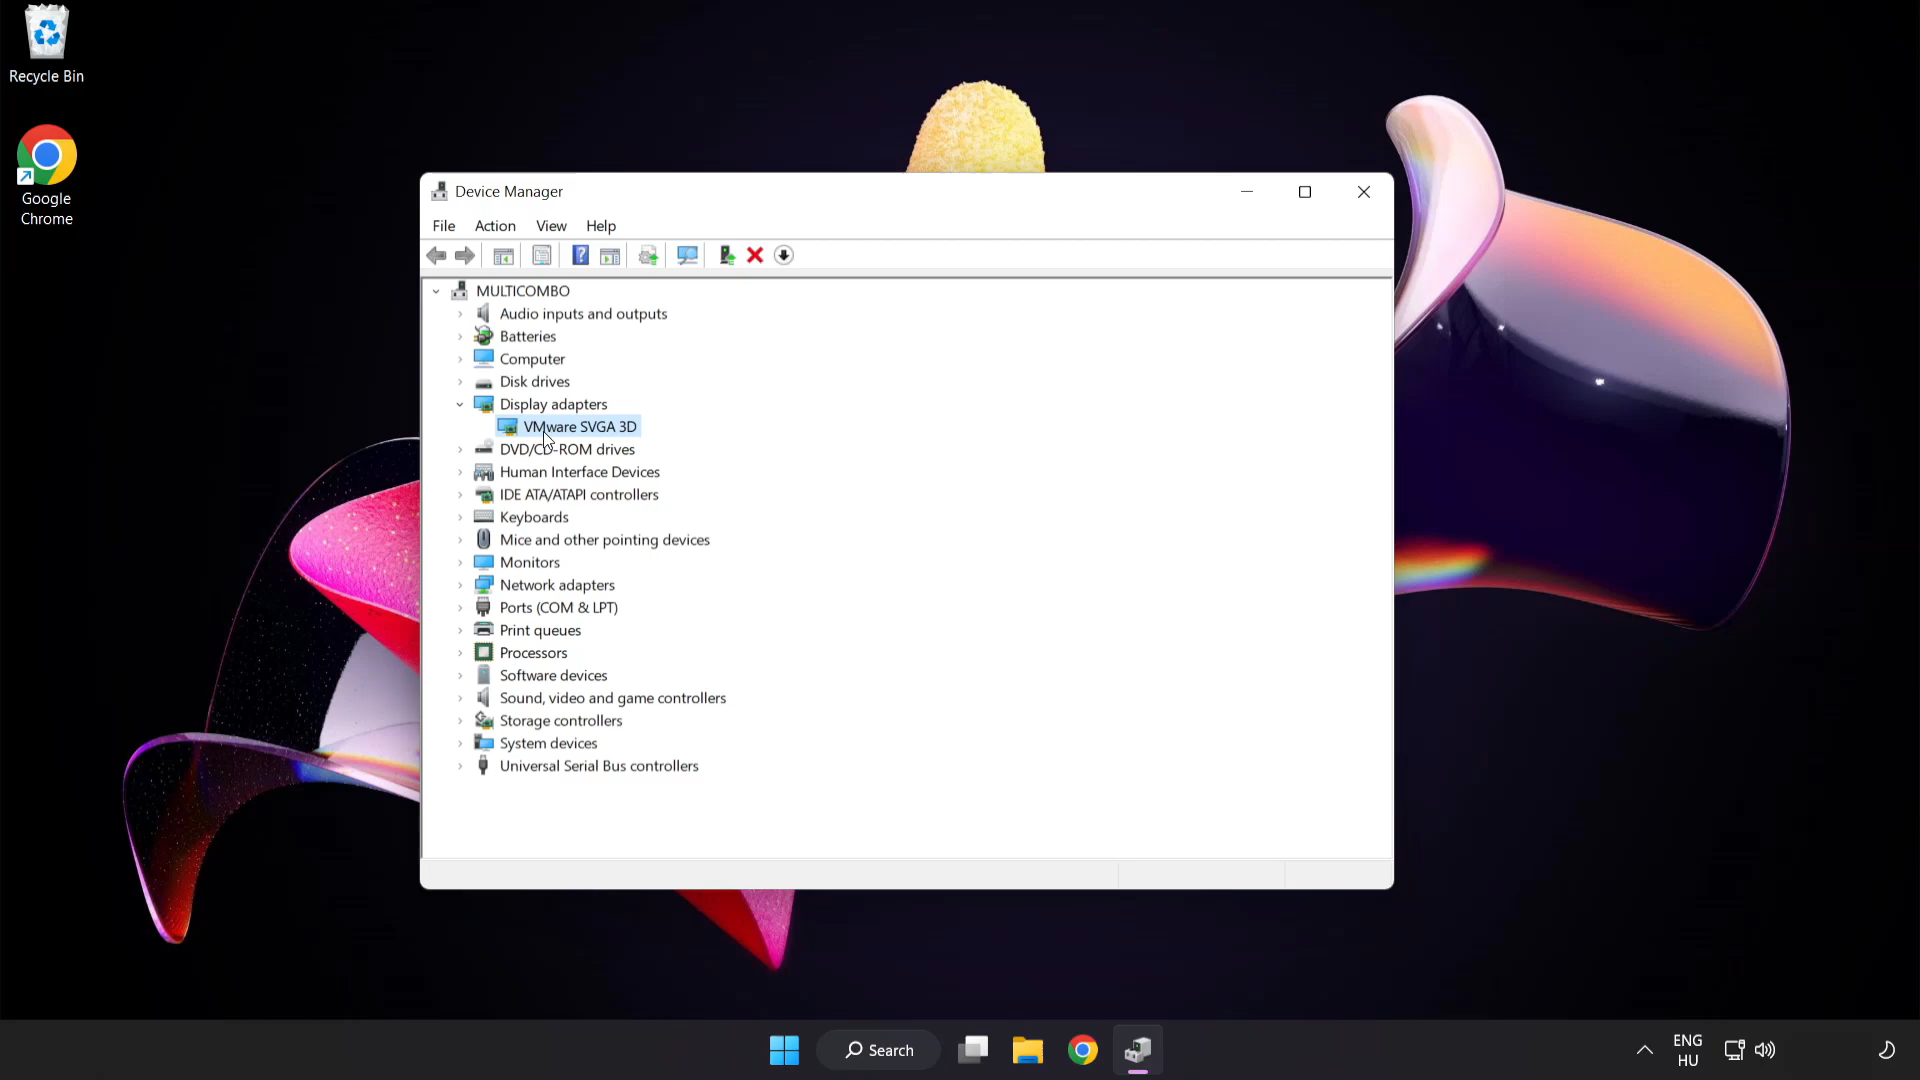 Recycle Bin
Google
Chrome
Device Manager
File Action View Help
MULTICOMBO
Audio inputs and outputs
Batteries
Computer
Disk drives
Display adapters
VMware SVGA 3D
DVD/CD-ROM drives
Human Interface Devices
IDE ATA/ATAPI controllers
Keyboards
Mice and other pointing devices
Monitors
Network adapters
Ports (COM & LPT)
Print queues
Processors
Software devices
Sound, video and game controllers
Storage controllers
System devices
Universal Serial Bus controllers
Search
ENG
HU